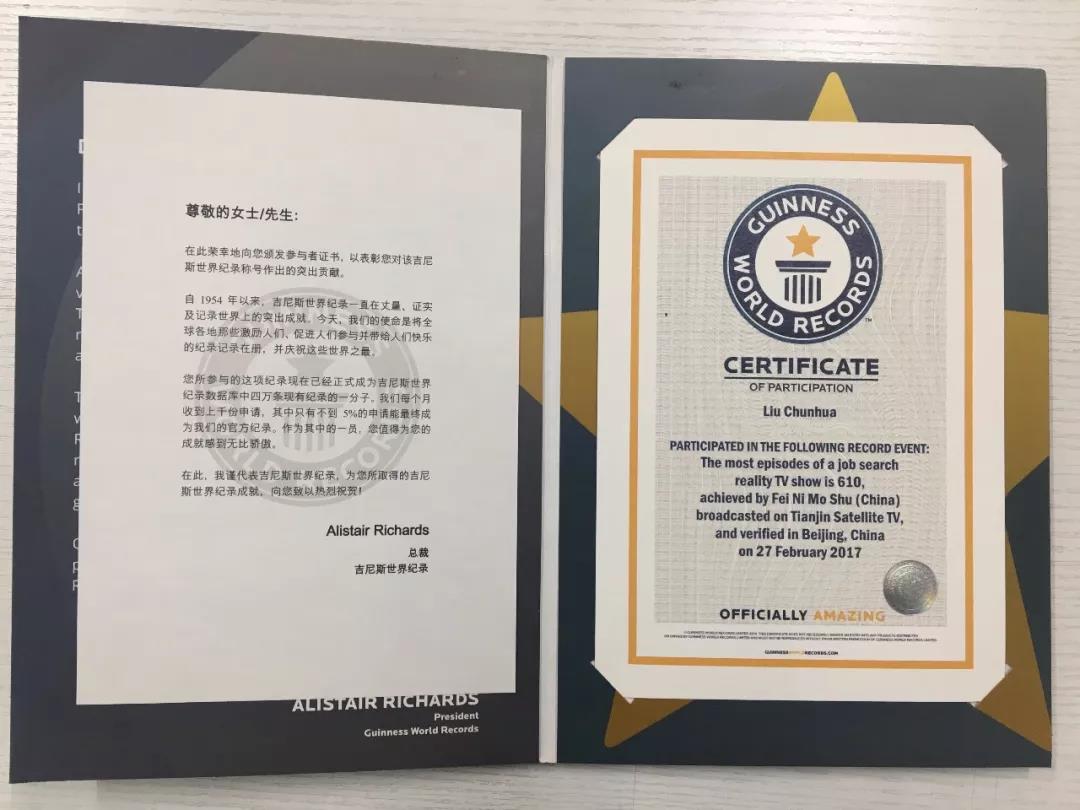 尊敬的女士/先生:
在此荣幸地向您颁发参与者证书，以表彰您对该吉尼
斯世界纪录称号作出的突出贡献。
自 1954 年以来，吉尼斯世界纪录一直在丈量、证实
及记录世界上的突出成就。今天，我们的使命是将全
球各地那些激励人们、促进人们参与并带给人们快乐
的纪录记录在册，并庆祝这些世界之最。
您所参与的这项纪录现在已经正式成为吉尼斯世界
纪录数据库中四万条现有纪录的一分子。我们每个月
收到上千份申请，其中只有不到 5%的申请能最终成
为我们的官方纪录。作为其中的一员，您值得为您的
成就感到无比骄傲。
在此，我谨代表吉尼斯世界纪录，为您所取得的吉尼
斯世界纪录成就，向您致以热烈祝贺!
Alistair Richards
总裁
吉尼斯世界纪录
ALISTAIR RICHARDS
President
Guinness World Records
GUINNESS
WORLD RECORDS
CERTIFICATE
OF PARTICIPATION
Liu Chunhua
PARTICIPATED IN THE FOLLOWING RECORD EVENT:
The most episodes of a job search
reality TV show is 610,
achieved by Fei Ni Mo Shu (China)
broadcasted on Tianjin Satellite TV,
and verified in Beijing, China
on 27 February 2017
OFFICIALLY AMAZING
GUINNESSWORLDRECORDS.COM